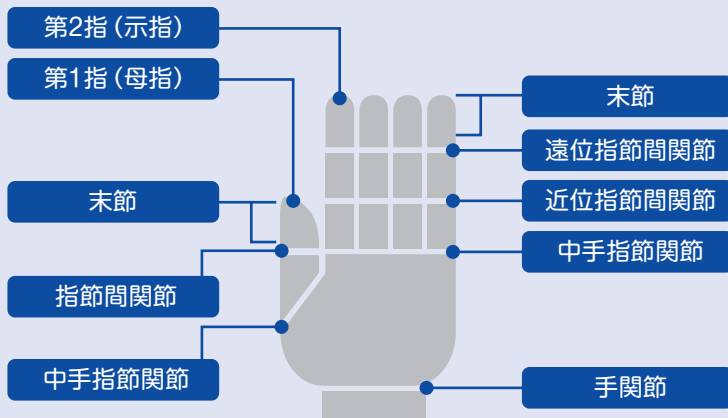 第2指（示指）
第1指（母指）
末節
指節間関節
中手指節関節
末節
遠位指節間関節
近位指節間関節
中手指節関節
手関節